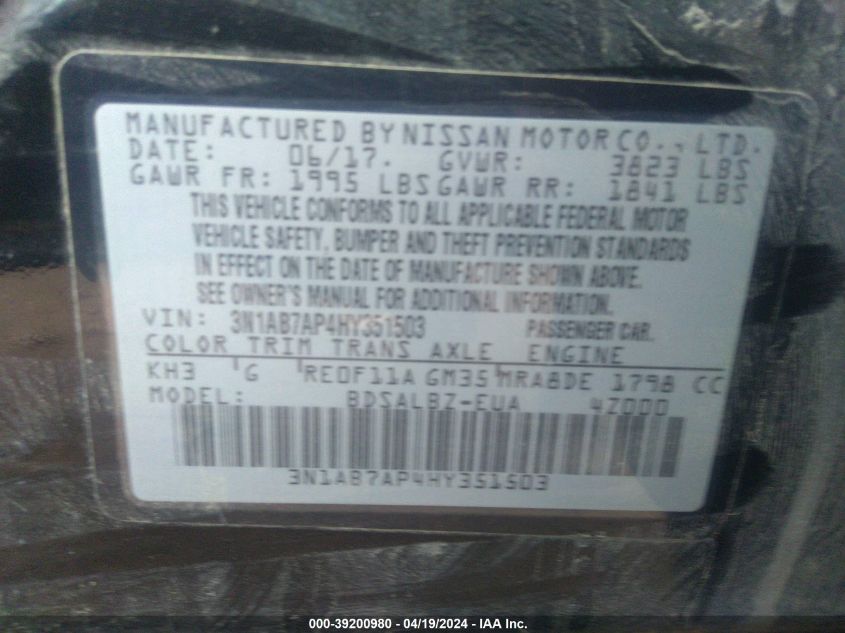 MANUFACTURED BY NISSAN MOTOR CO., LTD.
DATE: 06/17. GVWR: 3823 LBS
GAWR FR: 1995 LBS GAWR RR: 1841 LBS
THIS VEHICLE CONFORMS TO ALL APPLICABLE FEDERAL MOTOR
VEHICLE SAFETY, BUMPER AND THEFT PREVENTION STANDARDS
IN EFFECT ON THE DATE OF MANUFACTURE SHOWN ABOVE.
SEE OWNER'S MANUAL FOR ADDITIONAL INFORMATION.
VIN: 3N1AB7AP4HY351503 PASSENGER CAR.
COLOR TRIM TRANS AXLE ENGINE
KH3 G RE0F11A GM35 MRA8DE 1798 CC
MODEL: BDSALBZ-EUA 4Z000
3N1AB7AP4HY351503
000-39200980 - 04/19/2024 - IAA Inc.